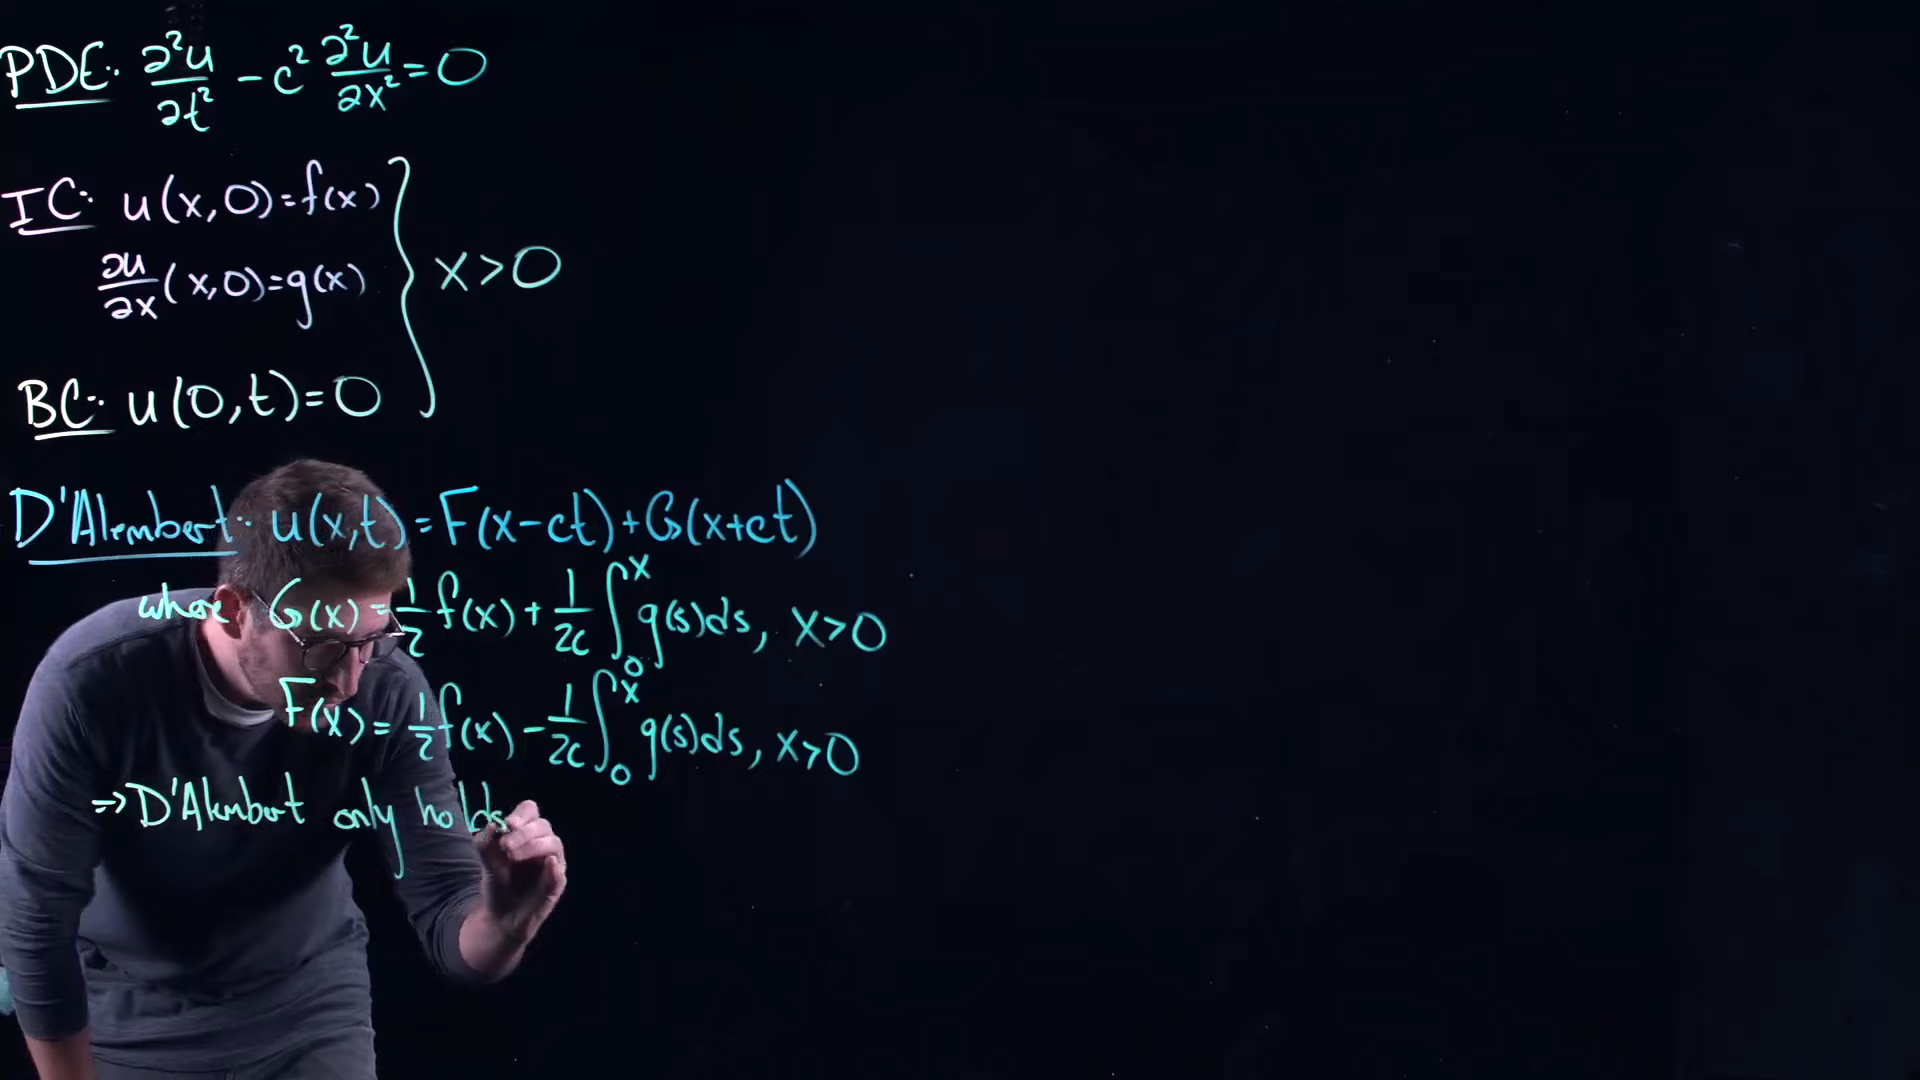 PDE: ∂²u/∂t² - c² ∂²u/∂x² = 0
IC: u(x,0)=f(x)
∂u/∂x (x,0)=g(x)
x>0
BC: u(0,t)=0
D'Alembert: u(x,t)=F(x-ct)+G(x+ct)
where G(x)=1/2 f(x)+1/2c ∫₀ˣ g(s)ds, x>0
F(x)=1/2 f(x)-1/2c ∫₀ˣ g(s)ds, x>0
⇒D'Alembert only holds